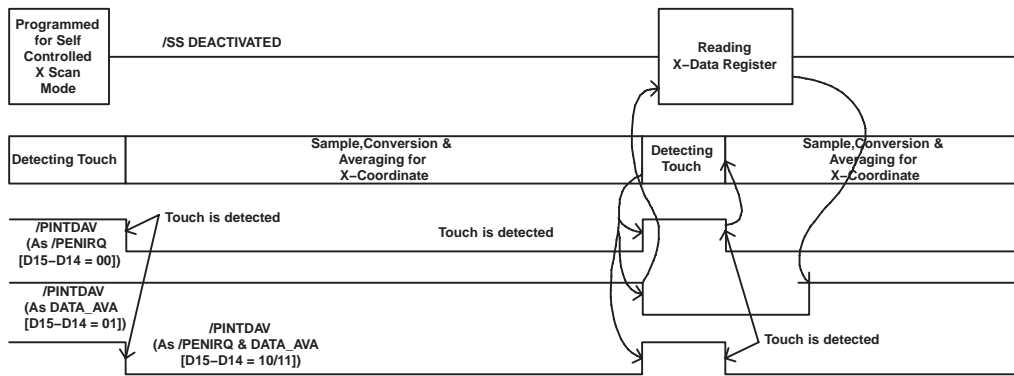 Programmed
for Self
Controlled
X Scan
Mode
/SS DEACTIVATED
Reading
X−Data Register
Detecting Touch
Sample,Conversion &
Averaging for
X−Coordinate
Detecting
Touch
Sample,Conversion &
Averaging for
X−Coordinate
/PINTDAV
(As /PENIRQ
[D15−D14 = 00])
Touch is detected
Touch is detected
/PINTDAV
(As DATA_AVA
[D15−D14 = 01])
/PINTDAV
(As /PENIRQ & DATA_AVA
[D15−D14 = 10/11])
Touch is detected